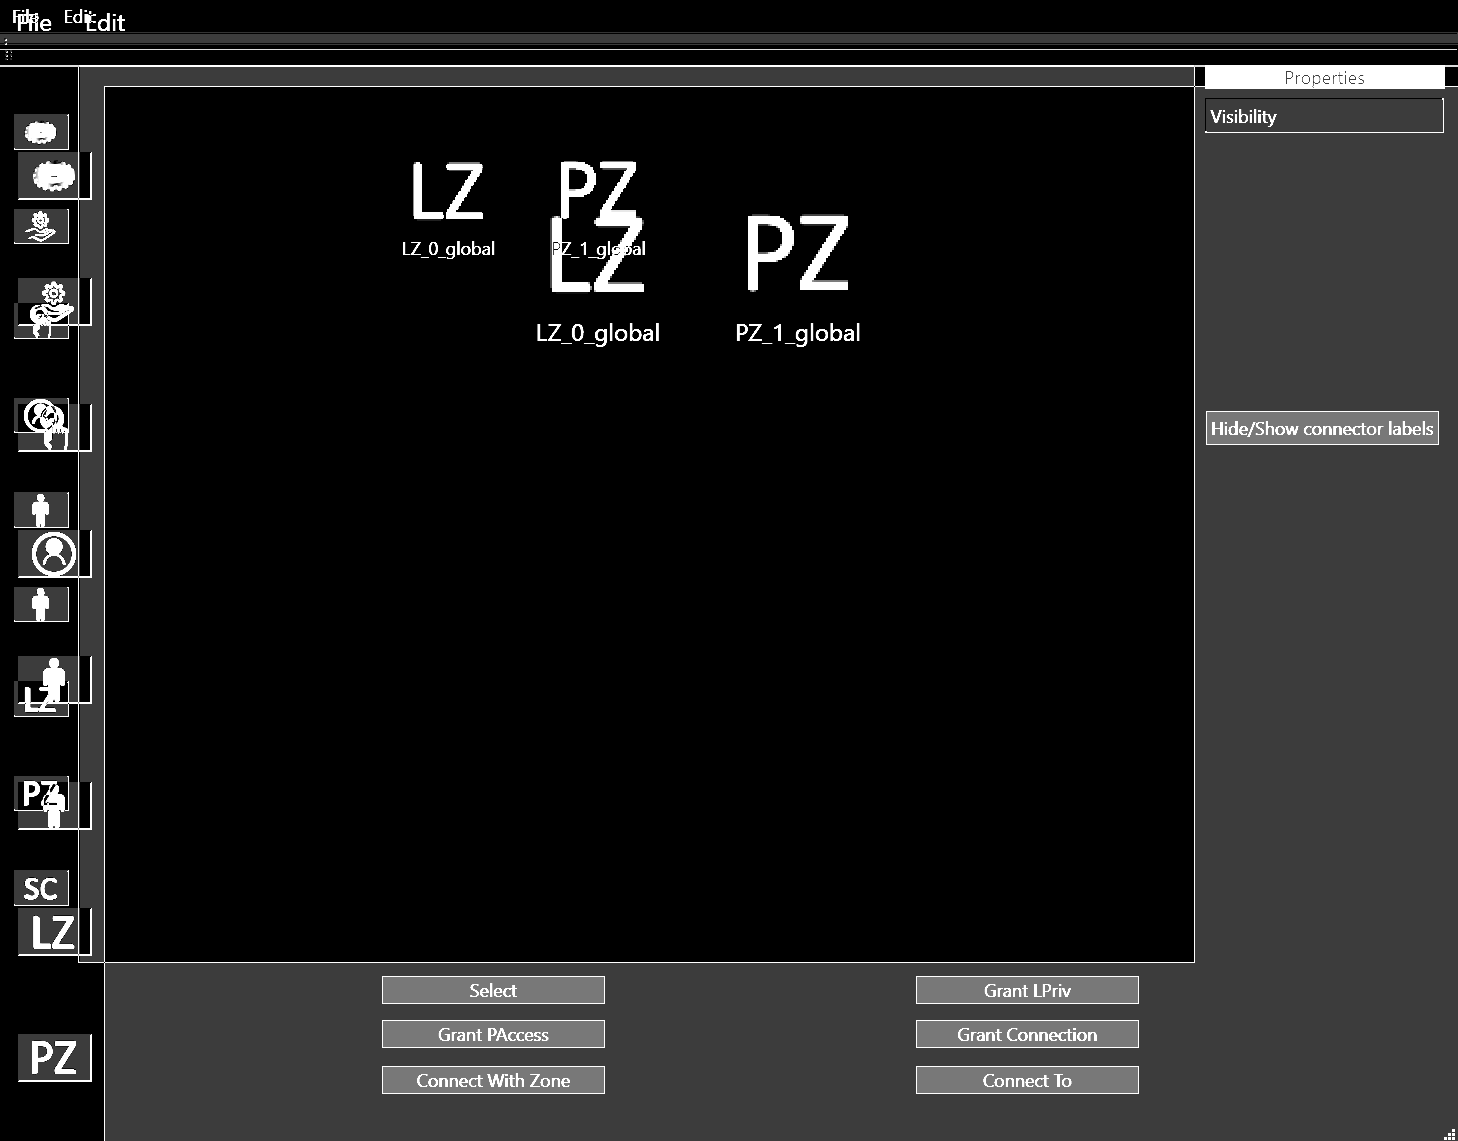 File Edit
File Edit
Properties
Visibility
LZ PZ
LZ_0_global PZ_1_global
LZ PZ
LZ_0_global PZ_1_global
Hide/Show connector labels
LZ
PZ
SC
LZ
PZ
Select
Grant LPriv
Grant PAccess
Grant Connection
Connect With Zone
Connect To